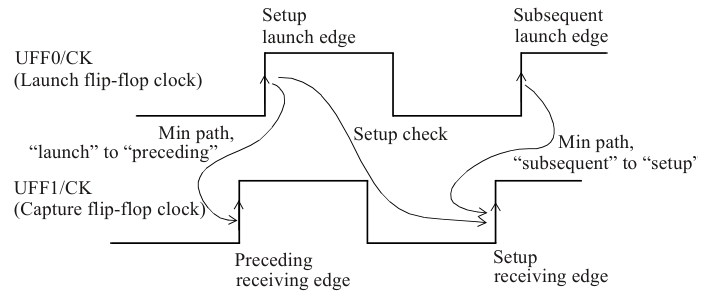 Setup
launch edge
Subsequent
launch edge
UFF0/CK
(Launch flip-flop clock)
Min path,
“launch” to “preceding”
Setup check
Min path,
“subsequent” to “setup’
UFF1/CK
(Capture flip-flop clock)
Preceding
receiving edge
Setup
receiving edge